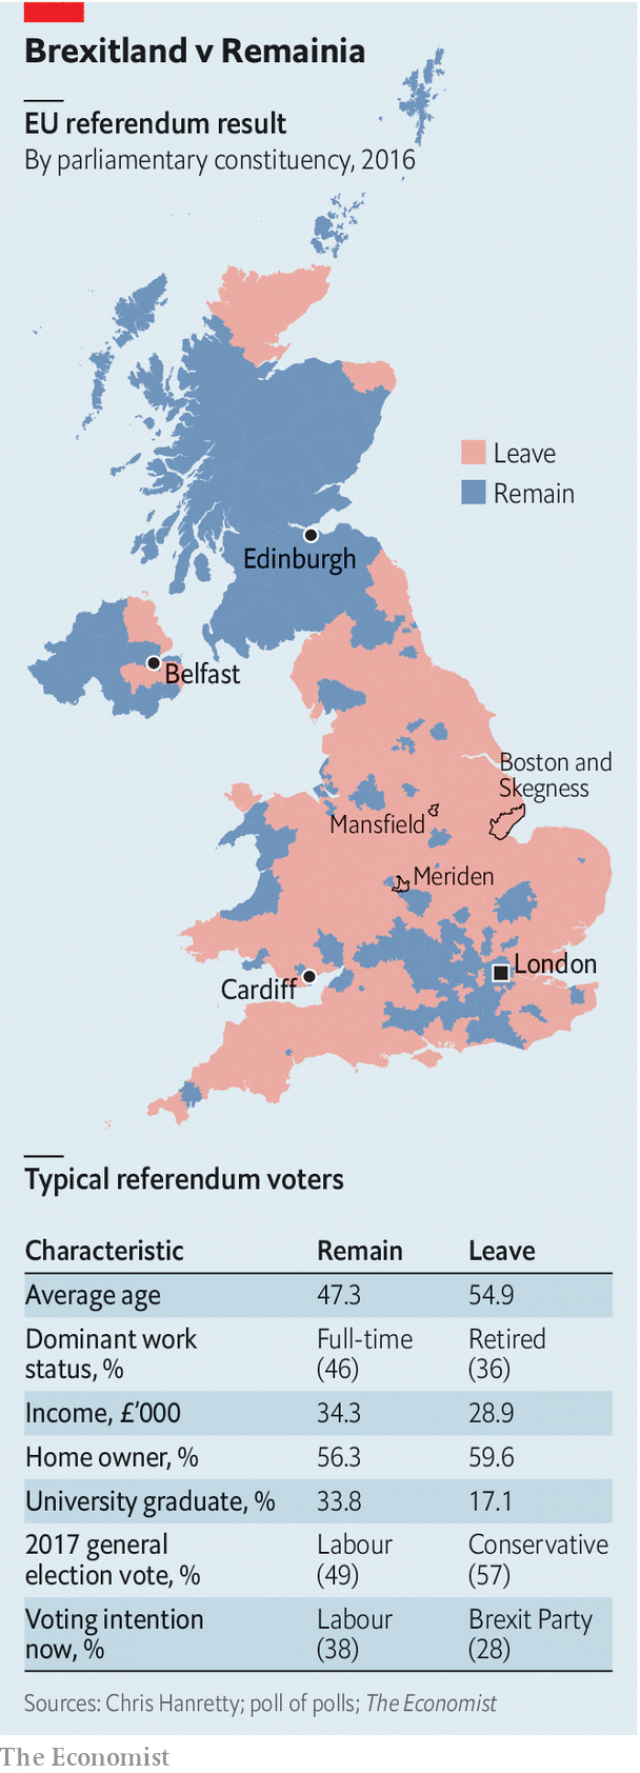 Brexitland v Remainia
EU referendum result
By parliamentary constituency, 2016
Leave
Remain
Edinburgh
Belfast
Boston and
Skegness
Mansfield
Meriden
London
Cardiff
Typical referendum voters
Characteristic Remain Leave
Average age 47.3 54.9
Dominant work Full-time Retired
status, % (46) (36)
Income, £'000 34.3 28.9
Home owner, % 56.3 59.6
University graduate, % 33.8 17.1
2017 general Labour Conservative
election vote, % (49) (57)
Voting intention Labour Brexit Party
now, % (38) (28)
Sources: Chris Hanretty; poll of polls; The Economist
The Economist